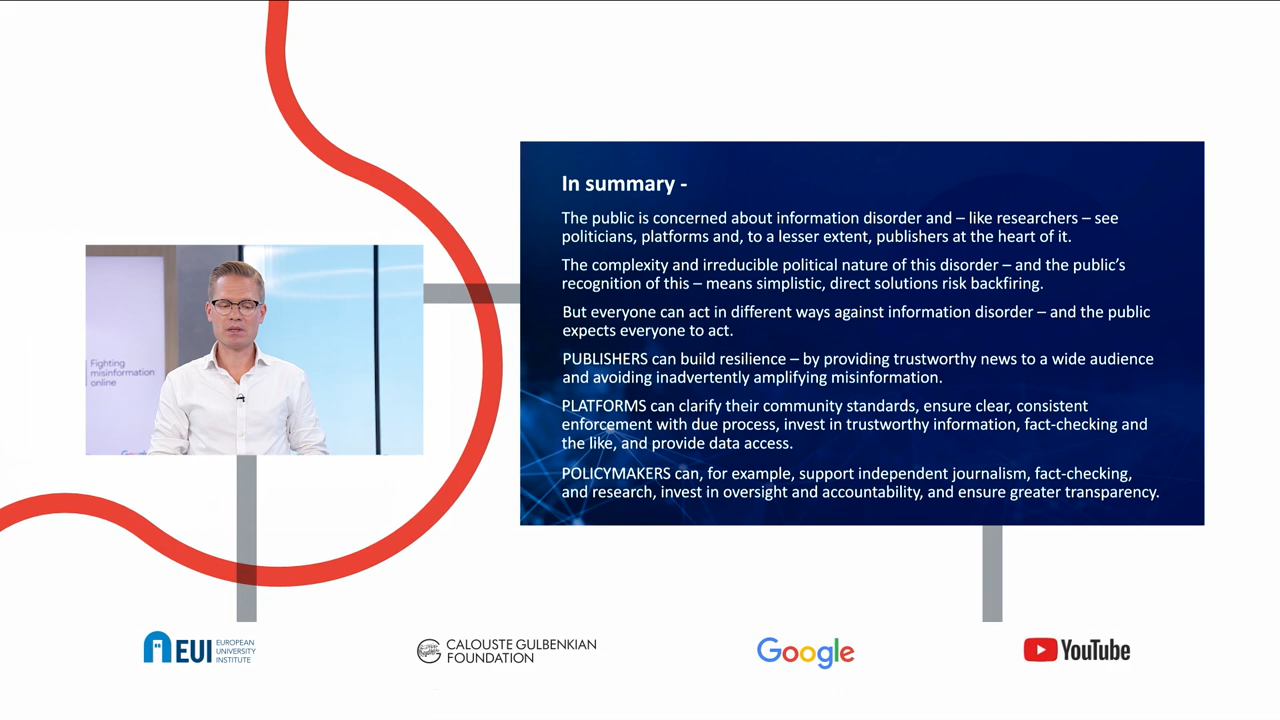 In summary -
The public is concerned about information disorder and – like researchers – see
politicians, platforms and, to a lesser extent, publishers at the heart of it.
The complexity and irreducible political nature of this disorder – and the public's
recognition of this – means simplistic, direct solutions risk backfiring.
But everyone can act in different ways against information disorder – and the public
expects everyone to act.
PUBLISHERS can build resilience – by providing trustworthy news to a wide audience
and avoiding inadvertently amplifying misinformation.
PLATFORMS can clarify their community standards, ensure clear, consistent
enforcement with due process, invest in trustworthy information, fact-checking and
the like, and provide data access.
POLICYMAKERS can, for example, support independent journalism, fact-checking,
and research, invest in oversight and accountability, and ensure greater transparency.
Fighting
misinformation
online
EUI
EUROPEAN
UNIVERSITY
INSTITUTE
CALOUSTE GULBENKIAN
FOUNDATION
Google
YouTube